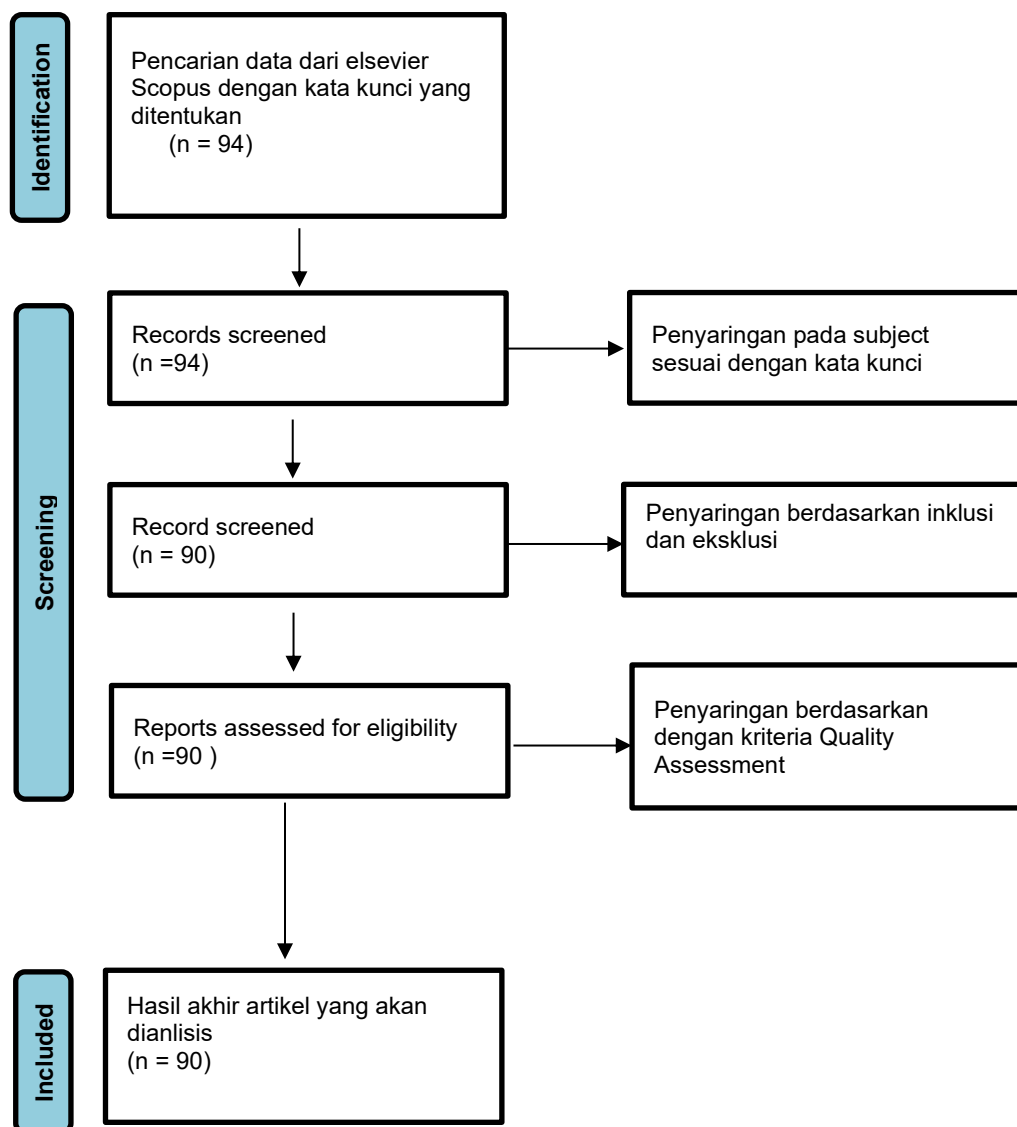 Identification
Pencarian data dari elsevier
Scopus dengan kata kunci yang
ditentukan
(n = 94)
Screening
Records screened
(n =94)
Penyaringan pada subject
sesuai dengan kata kunci
Record screened
(n = 90)
Penyaringan berdasarkan inklusi
dan eksklusi
Reports assessed for eligibility
(n =90 )
Penyaringan berdasarkan
dengan kriteria Quality
Assessment
Included
Hasil akhir artikel yang akan
dianlisis
(n = 90)